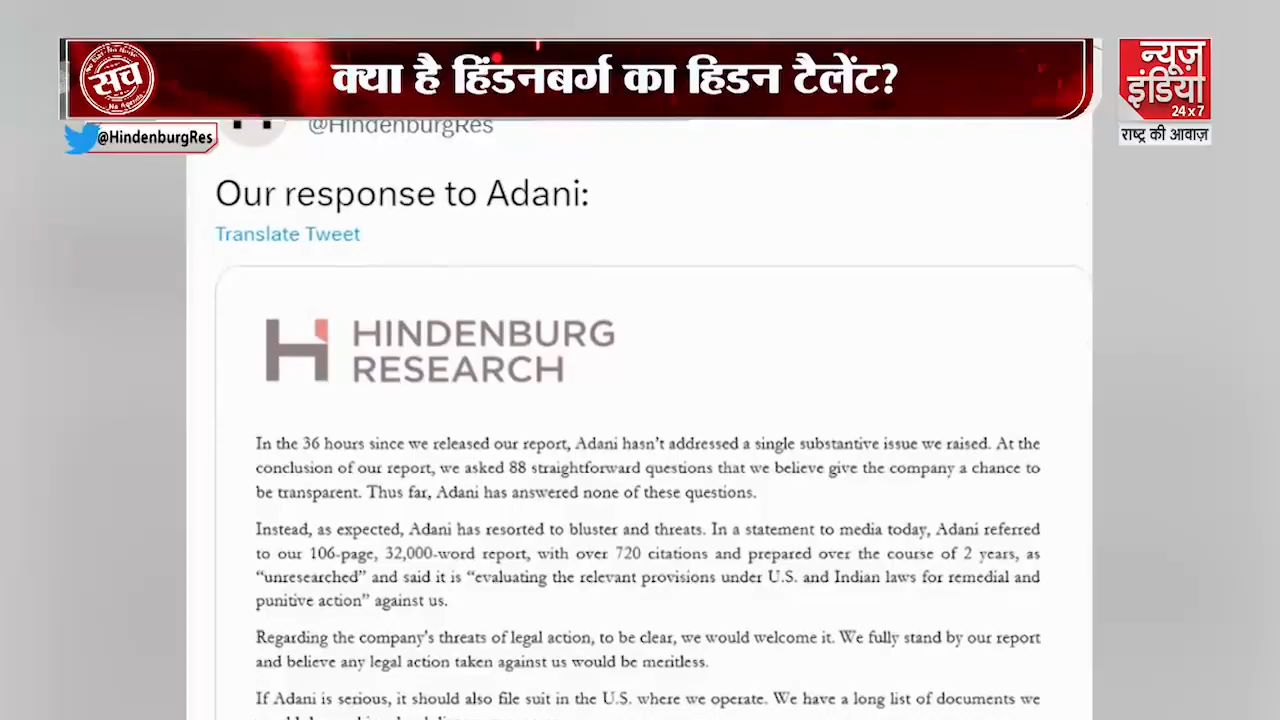 सच
No Agenda
क्या है हिंडनबर्ग का हिडन टैलेंट?
न्यूज़
इंडिया
24x7
राष्ट्र की आवाज़
@HindenburgRes
@HindenburgRes
Our response to Adani:
Translate Tweet
HINDENBURG
RESEARCH
In the 36 hours since we released our report, Adani hasn't addressed a single substantive issue we raised. At the
conclusion of our report, we asked 88 straightforward questions that we believe give the company a chance to
be transparent. Thus far, Adani has answered none of these questions.
Instead, as expected, Adani has resorted to bluster and threats. In a statement to media today, Adani referred
to our 106-page, 32,000-word report, with over 720 citations and prepared over the course of 2 years, as
“unresearched” and said it is “evaluating the relevant provisions under U.S. and Indian laws for remedial and
punitive action” against us.
Regarding the company's threats of legal action, to be clear, we would welcome it. We fully stand by our report
and believe any legal action taken against us would be meritless.
If Adani is serious, it should also file suit in the U.S. where we operate. We have a long list of documents we